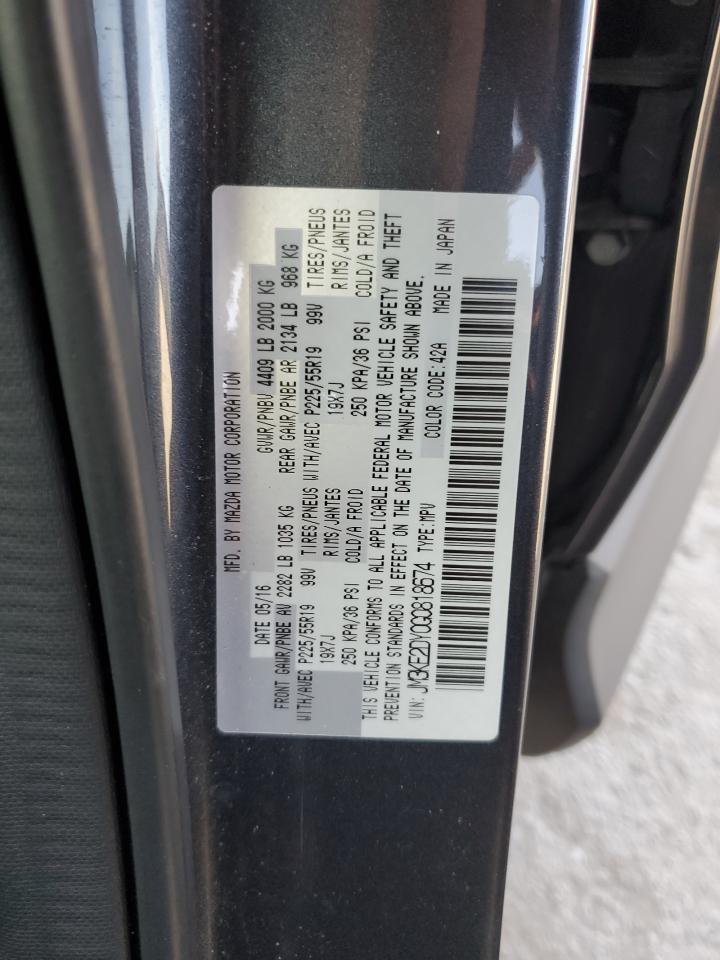 MFD. BY MAZDA MOTOR CORPORATION
DATE 05/16 GVWR/PNBV 4409 LB 2000 KG
FRONT GAWR/PNBE AV 2282 LB 1035 KG REAR GAWR/PNBE AR 2134 LB 968 KG
WITH/AVEC P225/55R19 99V TIRES/PNEUS WITH/AVEC P225/55R19 99V TIRES/PNEUS
19X7J RIMS/JANTES 19X7J RIMS/JANTES
250 KPA/36 PSI COLD/A FROID 250 KPA/36 PSI COLD/A FROID
THIS VEHICLE CONFORMS TO ALL APPLICABLE FEDERAL MOTOR VEHICLE SAFETY AND THEFT
PREVENTION STANDARDS IN EFFECT ON THE DATE OF MANUFACTURE SHOWN ABOVE.
VIN: JM3KE2DY0G0818674 TYPE:MPV COLOR CODE:42A MADE IN JAPAN